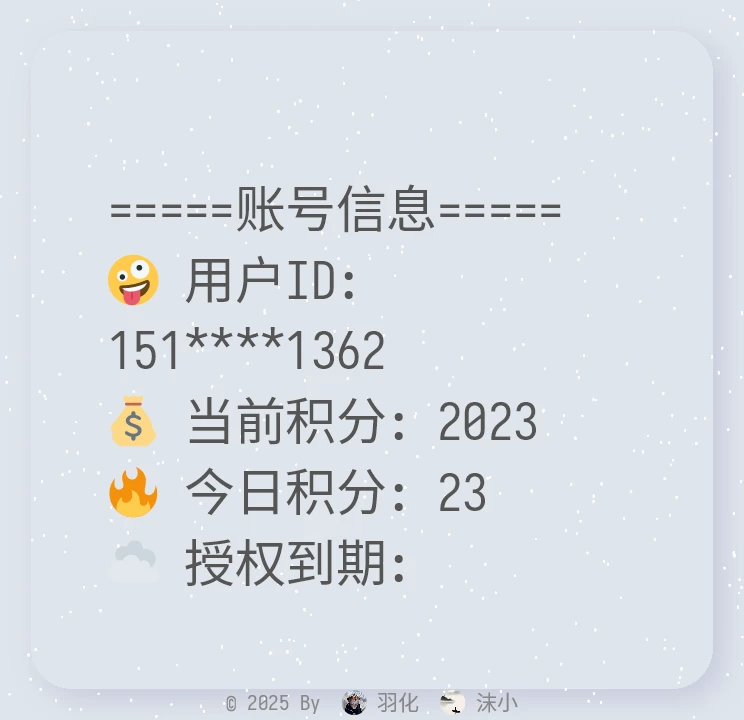 =====账号信息=====
🤪 用户ID:
151****1362
💰 当前积分: 2023
🔥 今日积分: 23
☁️ 授权到期:
© 2025 By 羽化 沫小